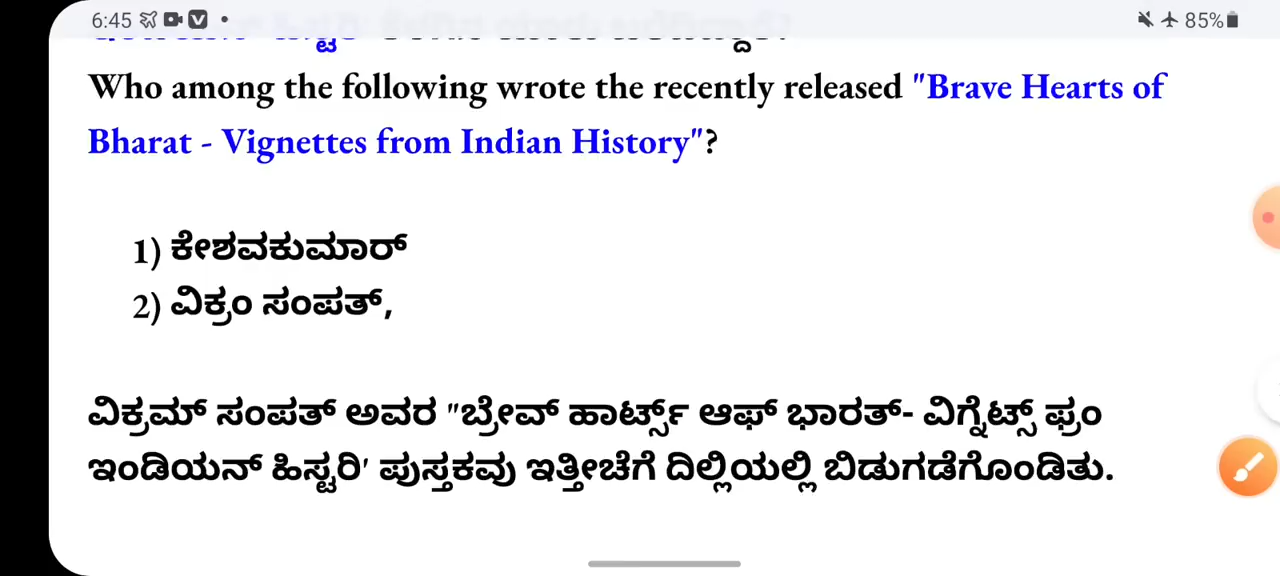 6:45
85%
Who among the following wrote the recently released "Brave Hearts of
Bharat - Vignettes from Indian History"?
1) ಕೇಶವಕುಮಾರ್
2) ವಿಕ್ರಂ ಸಂಪತ್,
ವಿಕ್ರಮ್ ಸಂಪತ್ ಅವರ "ಬ್ರೇವ್ ಹಾರ್ಟ್ಸ್ ಆಫ್ ಭಾರತ್- ವಿಗ್ನೆಟ್ಸ್ ಫ್ರಂ
ಇಂಡಿಯನ್ ಹಿಸ್ಟರಿ' ಪುಸ್ತಕವು ಇತ್ತೀಚೆಗೆ ದಿಲ್ಲಿಯಲ್ಲಿ ಬಿಡುಗಡೆಗೊಂಡಿತು.